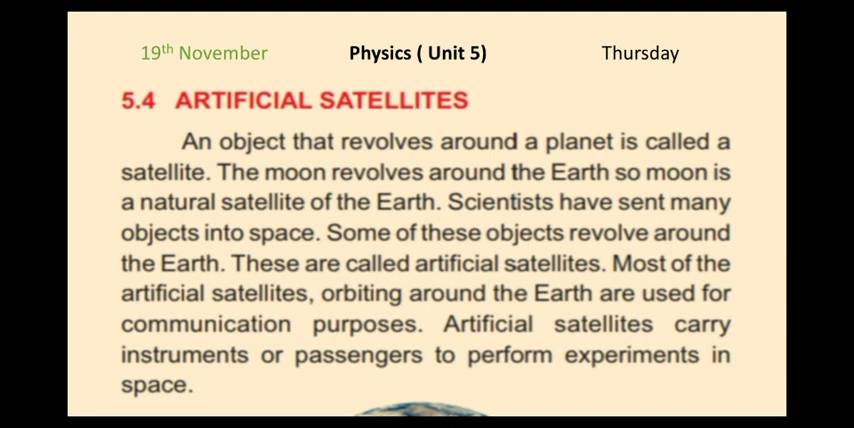 19th November Physics ( Unit 5) Thursday
5.4 ARTIFICIAL SATELLITES
An object that revolves around a planet is called a
satellite. The moon revolves around the Earth so moon is
a natural satellite of the Earth. Scientists have sent many
objects into space. Some of these objects revolve around
the Earth. These are called artificial satellites. Most of the
artificial satellites, orbiting around the Earth are used for
communication purposes. Artificial satellites carry
instruments or passengers to perform experiments in
space.